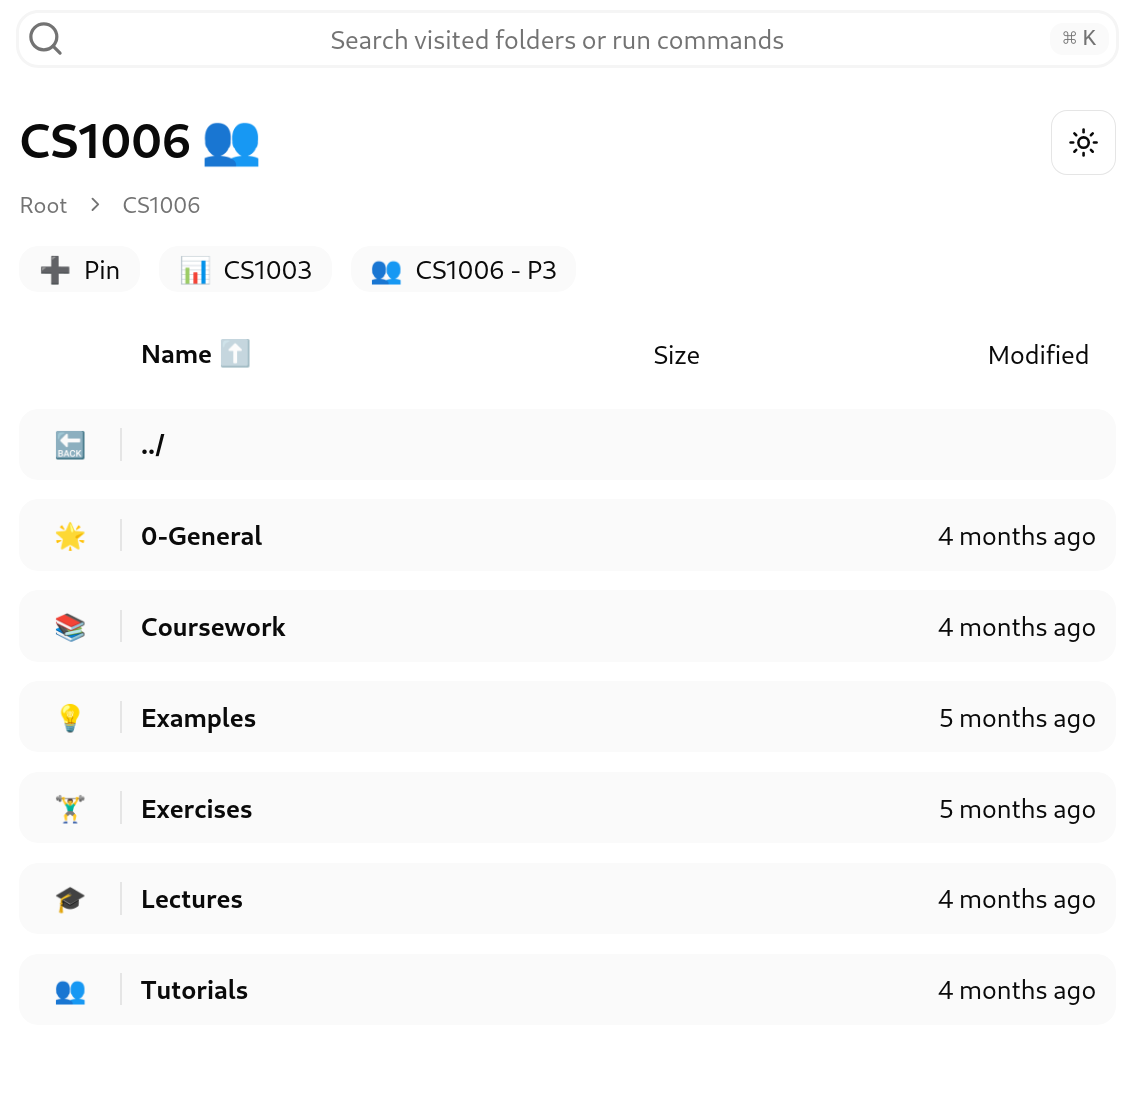 Search visited folders or run commands ⌘ K
CS1006 👥
Root > CS1006
➕ Pin 📊 CS1003 👥 CS1006 - P3
Name ⬆️ Size Modified
🔙 ../
🌟 0-General 4 months ago
📚 Coursework 4 months ago
💡 Examples 5 months ago
🏋️‍♂️ Exercises 5 months ago
🎓 Lectures 4 months ago
👥 Tutorials 4 months ago